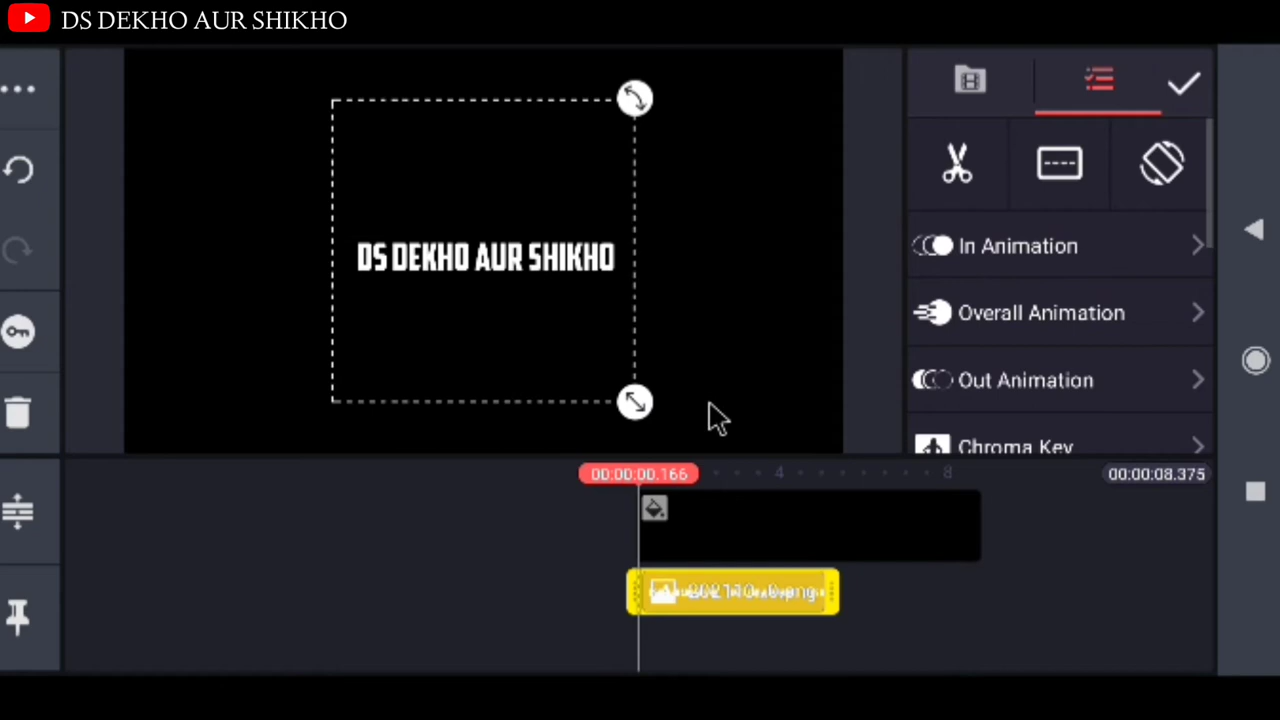 DS DEKHO AUR SHIKHO
DS DEKHO AUR SHIKHO
In Animation
Overall Animation
Out Animation
Chroma Key
00:00:00.166
4
8
00:00:08.375